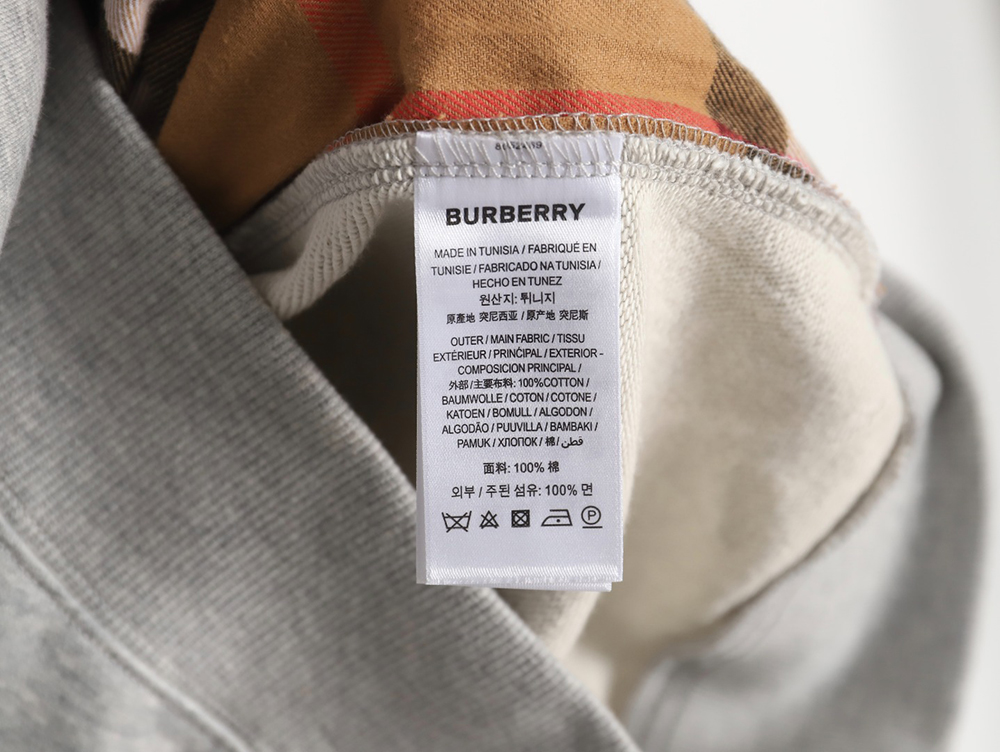 BURBERRY
MADE IN TUNISIA / FABRIQUÉ EN
TUNISIE / FABRICADO NA TUNISIA /
HECHO EN TUNEZ
원산지: 튀니지
原產地 突尼西亚 / 原产地 突尼斯
OUTER / MAIN FABRIC / TISSU
EXTÉRIEUR / PRINĊIPAL / EXTERIOR -
COMPOSICION PRINCIPAL /
外部 /主要布料: 100%COTTON /
BAUMWOLLE / COTON / COTONE /
KATOEN / BOMULL / ALGODON /
ALGODÃO / PUUVILLA / BAMBAKI /
PAMUK / ХЛОПОК / 棉/ قطن
面料: 100% 棉
외부 / 주된 섬유: 100% 면
P